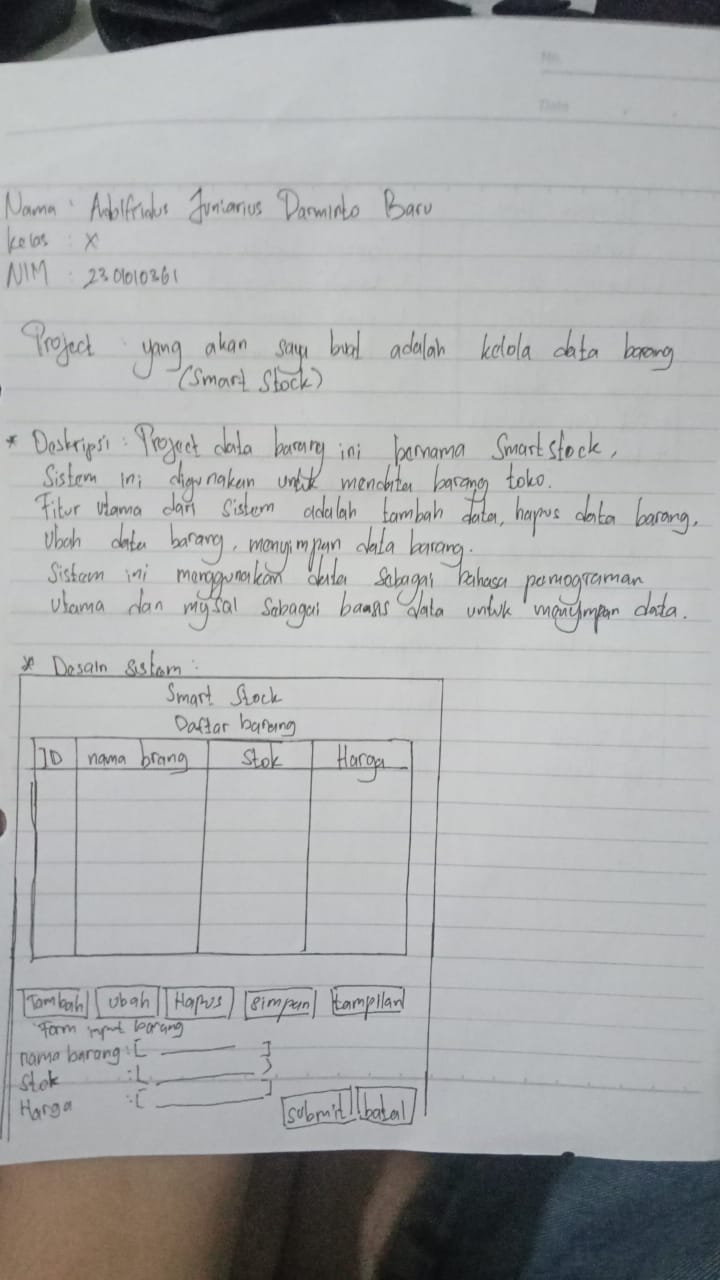 No.
Date
Nama : Adolfridus Juniarius Darminto Baru
kelas : X
NIM : 2301010361
Project yang akan saya buat adalah kelola data barang
(Smart Stock)
* Deskripsi : Project data barang ini bernama Smart stock,
Sistem ini digunakan untuk mendata barang toko.
Fitur utama dari sistem adalah tambah data, hapus data barang,
Ubah data barang, menyimpan data barang.
Sistem ini menggunakan data sebagai bahasa pemograman
Utama dan mysql sebagai basis data untuk menyimpan data.
* Desain sistem :
Smart Stock
Daftar barang
ID nama brang Stok Harga
Tambah Ubah Hapus Simpan tampilan
Form input barang
nama barang : [ ]
Stok : [ ]
Harga : [ ]
submit batal